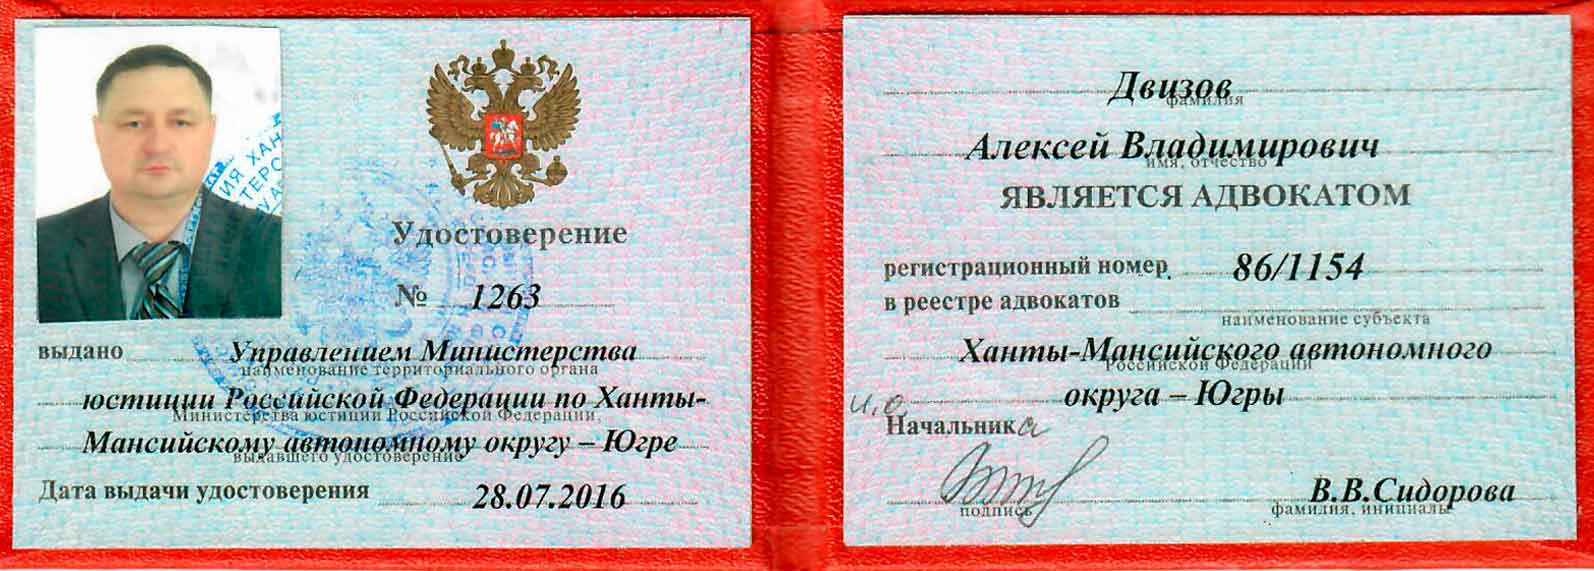 Удостоверение
№ 1263
выдано Управлением Министерства
наименование территориального органа
юстиции Российской Федерации по Ханты-
Министерства юстиции Российской Федерации,
Мансийскому автономному округу – Югре
выдавшего удостоверение
Дата выдачи удостоверения 28.07.2016
Двизов
фамилия
Алексей Владимирович
имя, отчество
ЯВЛЯЕТСЯ АДВОКАТОМ
регистрационный номер 86/1154
в реестре адвокатов
наименование субъекта
Ханты-Мансийского автономного
Российской Федерации
округа – Югры
и.о.
Начальника
подпись
В.В.Сидорова
фамилия, инициалы